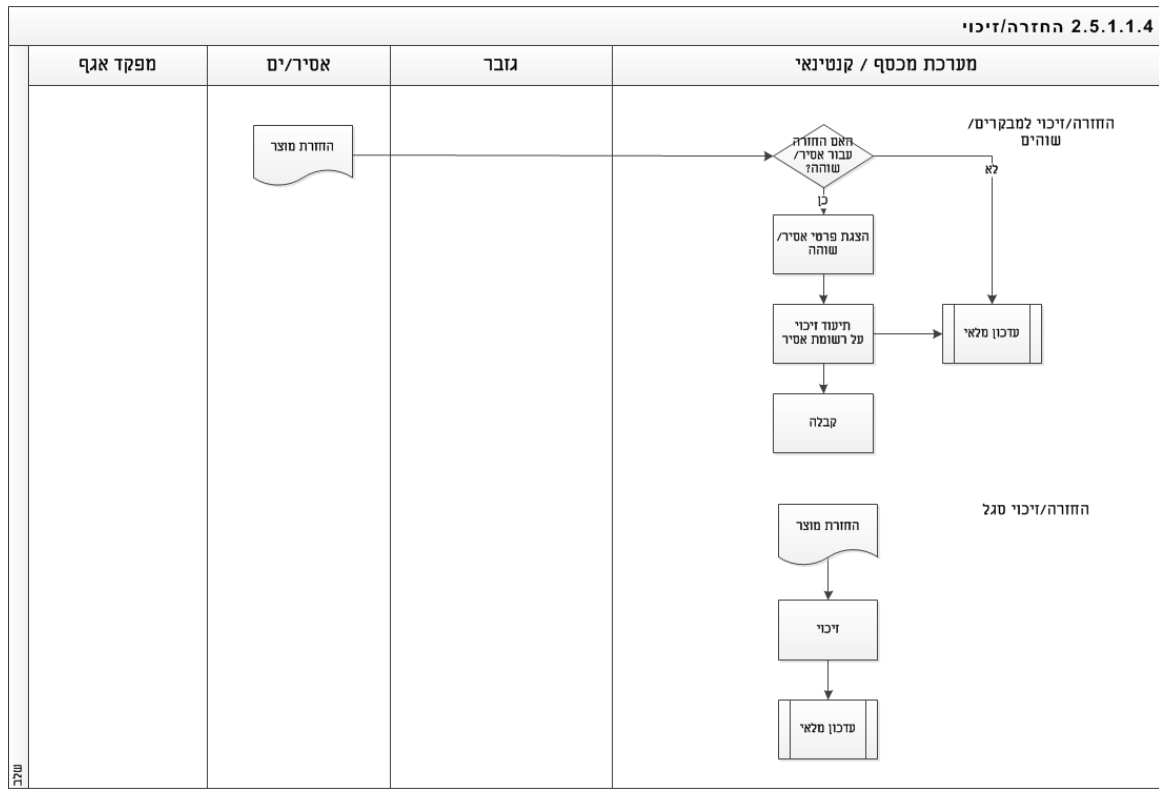 2.5.1.1.4 החזרה/זיכוי
מערכת מכסף / קנטינאי
גזבר
אסיר/ים
מפקד אגף
החזרה/זיכוי למבקרים/
שוהים
החזרת מוצר
האם החזרה
עבור אסיר/
שוהה?
לא
כן
הצגת פרטי אסיר/
שוהה
תיעוד זיכוי
על רשומת אסיר
עדכון מלאי
קבלה
החזרה/זיכוי סגל
החזרת מוצר
זיכוי
עדכון מלאי
שלב